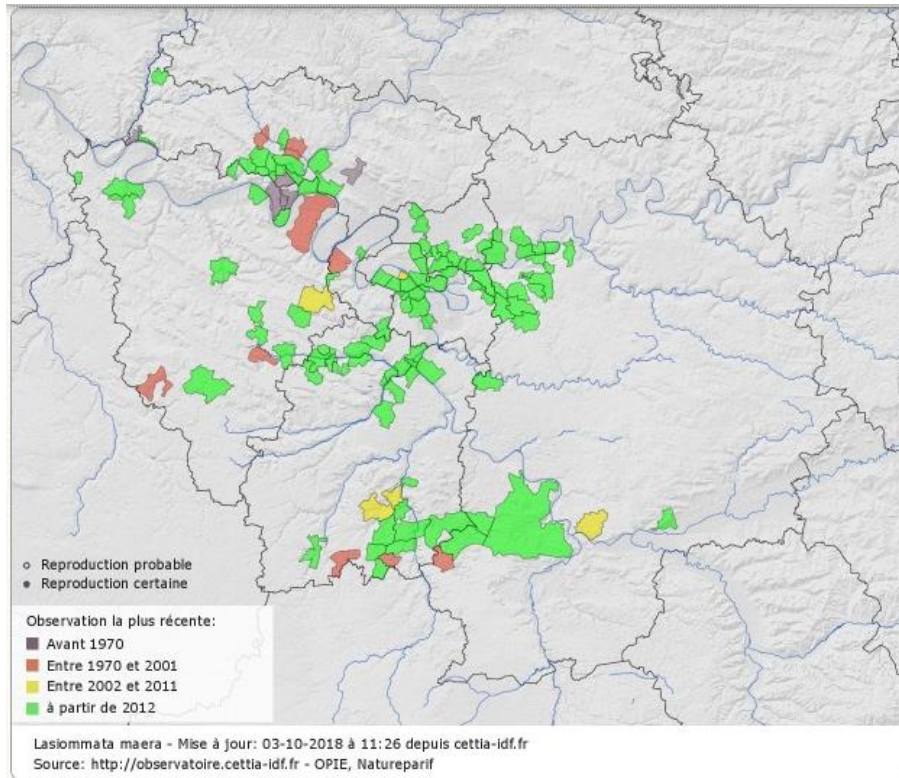 Reproduction probable
Reproduction certaine
Observation la plus récente:
Avant 1970
Entre 1970 et 2001
Entre 2002 et 2011
à partir de 2012
Lasiommata maera - Mise à jour: 03-10-2018 à 11:26 depuis cettia-idf.fr
Source: http://observatoire.cettia-idf.fr - OPIE, Natureparif